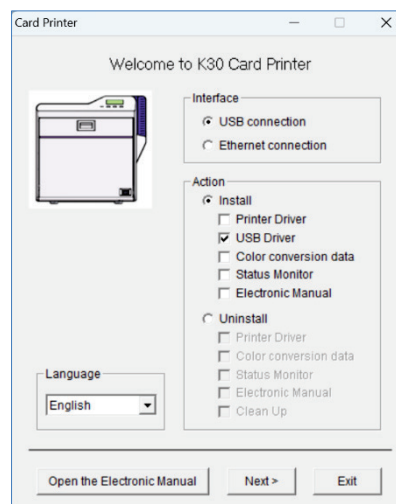 Card Printer
Welcome to K30 Card Printer
Interface
USB connection
Ethernet connection
Action
Install
Printer Driver
USB Driver
Color conversion data
Status Monitor
Electronic Manual
Uninstall
Printer Driver
Color conversion data
Status Monitor
Electronic Manual
Clean Up
Language
English
Open the Electronic Manual
Next >
Exit